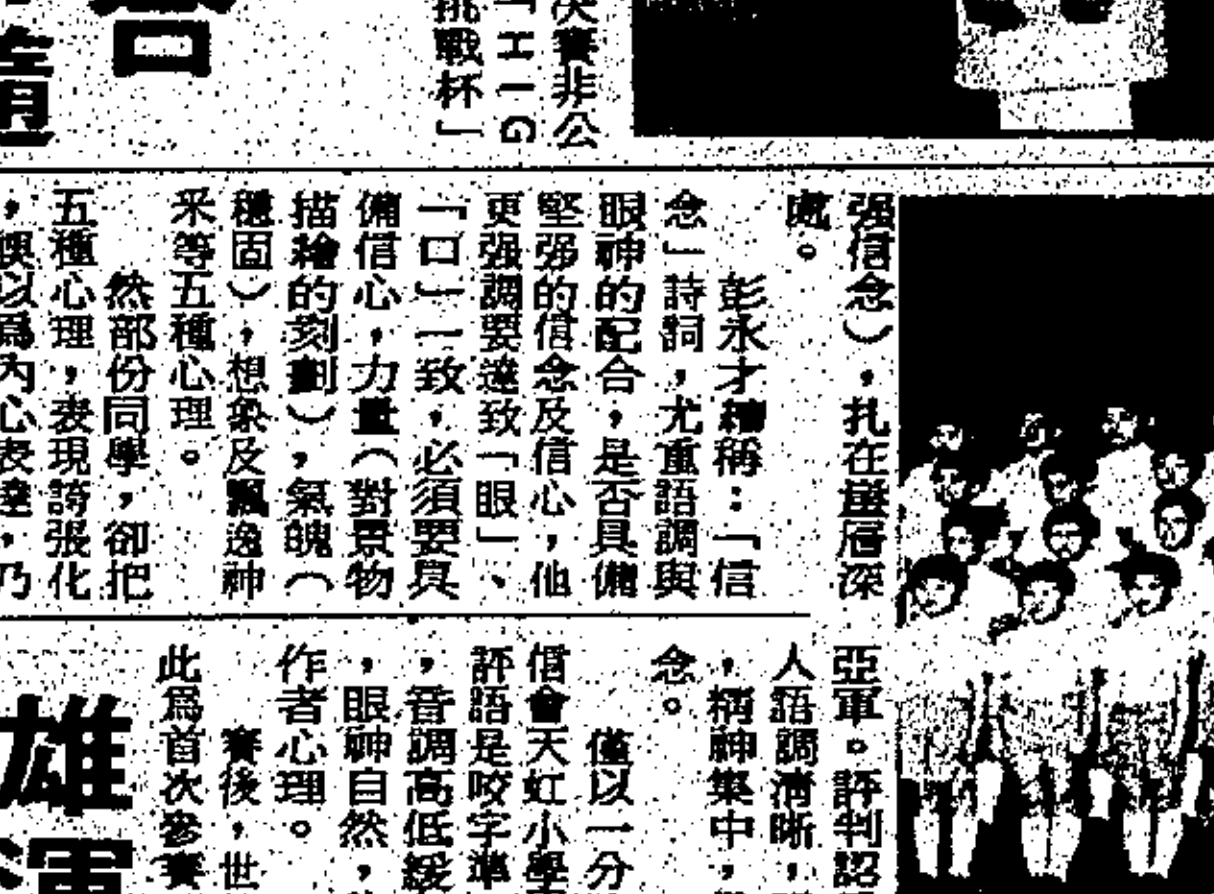 決賽非公
「HIG
挑戰杯」
强信念），扎在崖層深
處。
彭永才續稱：「信
念」詩詞，尤重語調與
眼神的配合，是否具備
堅强的信念及信心，他
更强調要達致「眼」、
「口」一致，必須要具
備信心，力量（對景物
描繪的刻劃），氣魄（
穩固），想象及飄逸神
采等五種心理。
然部份同學，卻把
五種心理，表現誇張化
，誤以爲內心表達，乃
亞軍。評判認
人語調清晰，
，精神集中，
念。
僅以一分
信會天虹小學
評語是咬字準
，音調高低緩
，眼神自然，
作者心理。
賽後，世
此爲首次參賽
雄